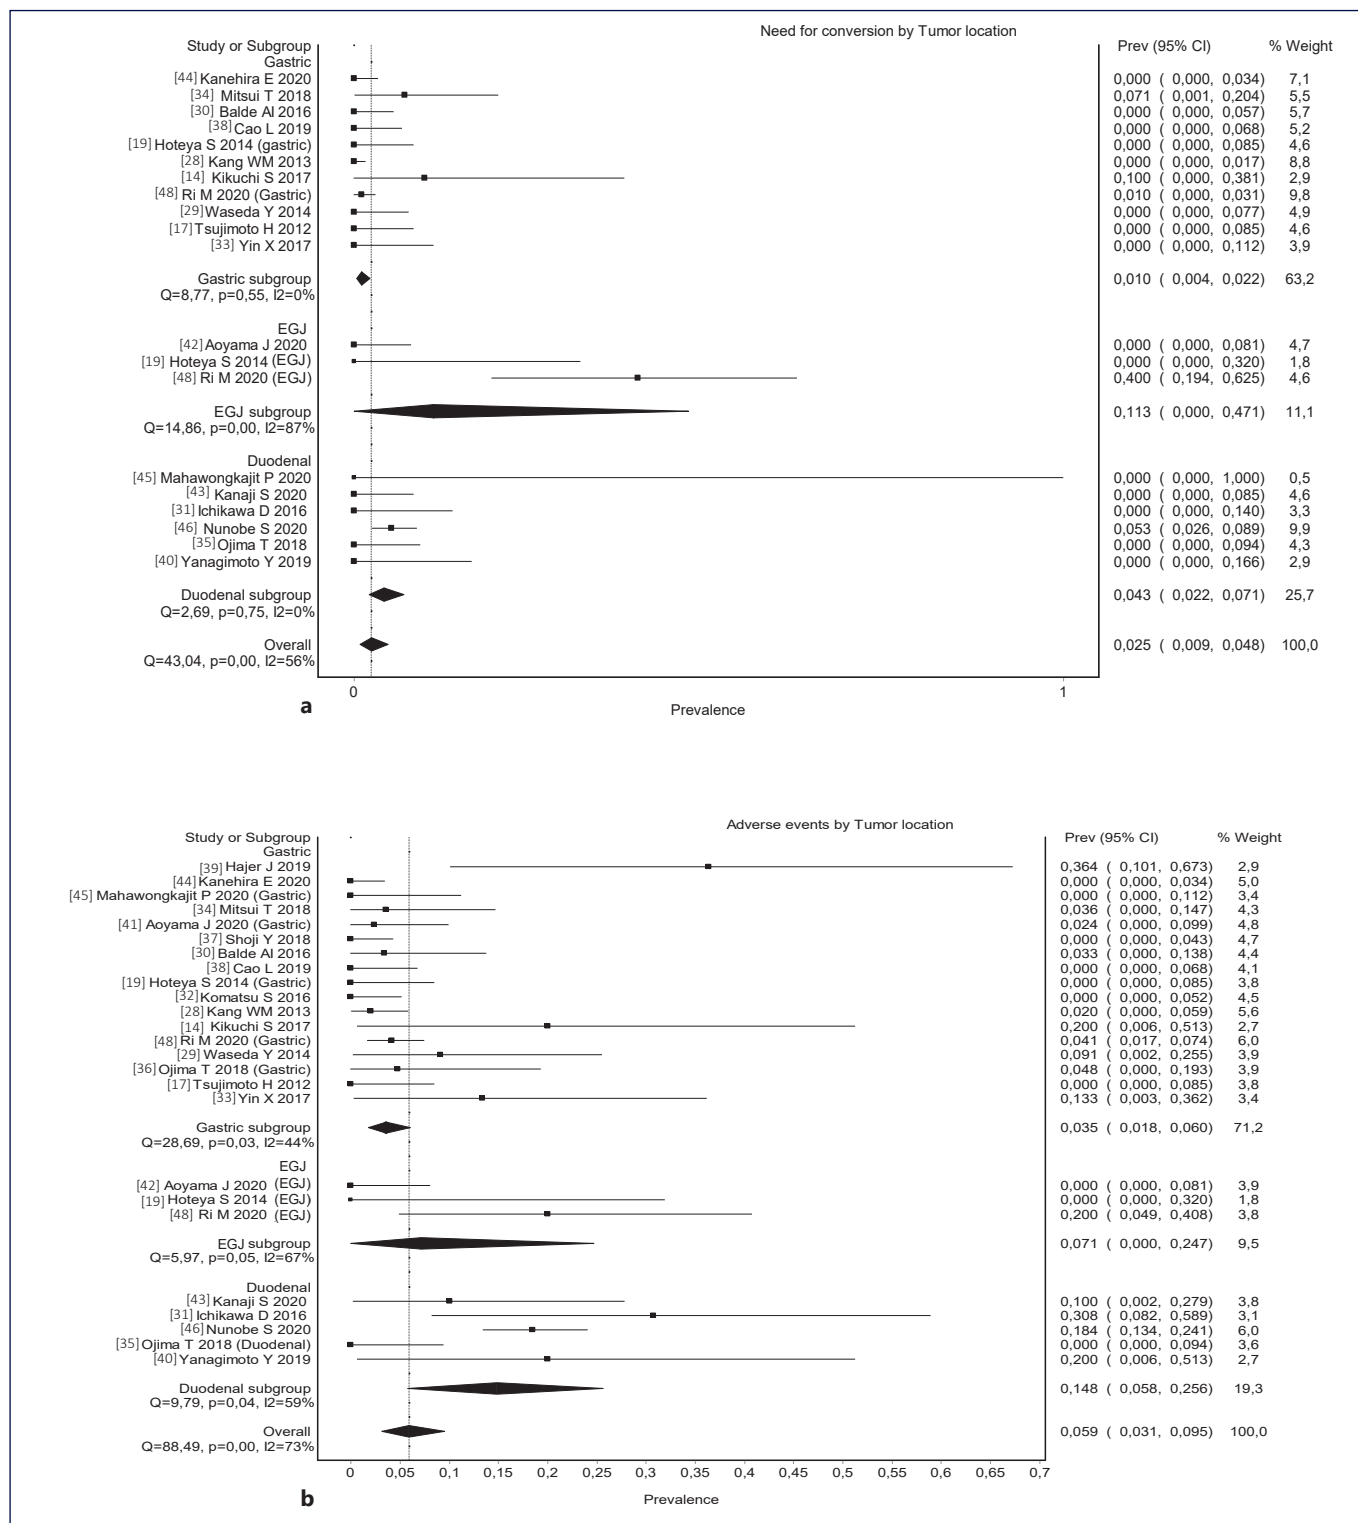 Need for conversion by Tumor location
Study or Subgroup Prev (95% CI) % Weight
Gastric
[44] Kanehira E 2020 0,000 ( 0,000, 0,034) 7,1
[34] Mitsui T 2018 0,071 ( 0,001, 0,204) 5,5
[30] Balde AI 2016 0,000 ( 0,000, 0,057) 5,7
[38] Cao L 2019 0,000 ( 0,000, 0,068) 5,2
[19] Hoteya S 2014 (gastric) 0,000 ( 0,000, 0,085) 4,6
[28] Kang WM 2013 0,000 ( 0,000, 0,017) 8,8
[14] Kikuchi S 2017 0,100 ( 0,000, 0,381) 2,9
[48] Ri M 2020 (Gastric) 0,010 ( 0,000, 0,031) 9,8
[29] Waseda Y 2014 0,000 ( 0,000, 0,077) 4,9
[17] Tsujimoto H 2012 0,000 ( 0,000, 0,085) 4,6
[33] Yin X 2017 0,000 ( 0,000, 0,112) 3,9
Gastric subgroup 0,010 ( 0,004, 0,022) 63,2
Q=8,77, p=0,55, I2=0%
EGJ
[42] Aoyama J 2020 0,000 ( 0,000, 0,081) 4,7
[19] Hoteya S 2014 (EGJ) 0,000 ( 0,000, 0,320) 1,8
[48] Ri M 2020 (EGJ) 0,400 ( 0,194, 0,625) 4,6
EGJ subgroup 0,113 ( 0,000, 0,471) 11,1
Q=14,86, p=0,00, I2=87%
Duodenal
[45] Mahawongkajit P 2020 0,000 ( 0,000, 1,000) 0,5
[43] Kanaji S 2020 0,000 ( 0,000, 0,085) 4,6
[31] Ichikawa D 2016 0,000 ( 0,000, 0,140) 3,3
[46] Nunobe S 2020 0,053 ( 0,026, 0,089) 9,9
[35] Ojima T 2018 0,000 ( 0,000, 0,094) 4,3
[40] Yanagimoto Y 2019 0,000 ( 0,000, 0,166) 2,9
Duodenal subgroup 0,043 ( 0,022, 0,071) 25,7
Q=2,69, p=0,75, I2=0%
Overall 0,025 ( 0,009, 0,048) 100,0
Q=43,04, p=0,00, I2=56%
0 1
a Prevalence
Adverse events by Tumor location
Study or Subgroup Prev (95% CI) % Weight
Gastric
[39] Hajer J 2019 0,364 ( 0,101, 0,673) 2,9
[44] Kanehira E 2020 0,000 ( 0,000, 0,034) 5,0
[45] Mahawongkajit P 2020 (Gastric) 0,000 ( 0,000, 0,112) 3,4
[34] Mitsui T 2018 0,036 ( 0,000, 0,147) 4,3
[41] Aoyama J 2020 (Gastric) 0,024 ( 0,000, 0,099) 4,8
[37] Shoji Y 2018 0,000 ( 0,000, 0,043) 4,7
[30] Balde AI 2016 0,033 ( 0,000, 0,138) 4,4
[38] Cao L 2019 0,000 ( 0,000, 0,068) 4,1
[19] Hoteya S 2014 (Gastric) 0,000 ( 0,000, 0,085) 3,8
[32] Komatsu S 2016 0,000 ( 0,000, 0,052) 4,5
[28] Kang WM 2013 0,020 ( 0,000, 0,059) 5,6
[14] Kikuchi S 2017 0,200 ( 0,006, 0,513) 2,7
[48] Ri M 2020 (Gastric) 0,041 ( 0,017, 0,074) 6,0
[29] Waseda Y 2014 0,091 ( 0,002, 0,255) 3,9
[36] Ojima T 2018 (Gastric) 0,048 ( 0,000, 0,193) 3,9
[17] Tsujimoto H 2012 0,000 ( 0,000, 0,085) 3,8
[33] Yin X 2017 0,133 ( 0,003, 0,362) 3,4
Gastric subgroup 0,035 ( 0,018, 0,060) 71,2
Q=28,69, p=0,03, I2=44%
EGJ
[42] Aoyama J 2020 (EGJ) 0,000 ( 0,000, 0,081) 3,9
[19] Hoteya S 2014 (EGJ) 0,000 ( 0,000, 0,320) 1,8
[48] Ri M 2020 (EGJ) 0,200 ( 0,049, 0,408) 3,8
EGJ subgroup 0,071 ( 0,000, 0,247) 9,5
Q=5,97, p=0,05, I2=67%
Duodenal
[43] Kanaji S 2020 0,100 ( 0,002, 0,279) 3,8
[31] Ichikawa D 2016 0,308 ( 0,082, 0,589) 3,1
[46] Nunobe S 2020 0,184 ( 0,134, 0,241) 6,0
[35] Ojima T 2018 (Duodenal) 0,000 ( 0,000, 0,094) 3,6
[40] Yanagimoto Y 2019 0,200 ( 0,006, 0,513) 2,7
Duodenal subgroup 0,148 ( 0,058, 0,256) 19,3
Q=9,79, p=0,04, I2=59%
Overall 0,059 ( 0,031, 0,095) 100,0
Q=88,49, p=0,00, I2=73%
0 0,05 0,1 0,15 0,2 0,25 0,3 0,35 0,4 0,45 0,5 0,55 0,6 0,65 0,7
b Prevalence